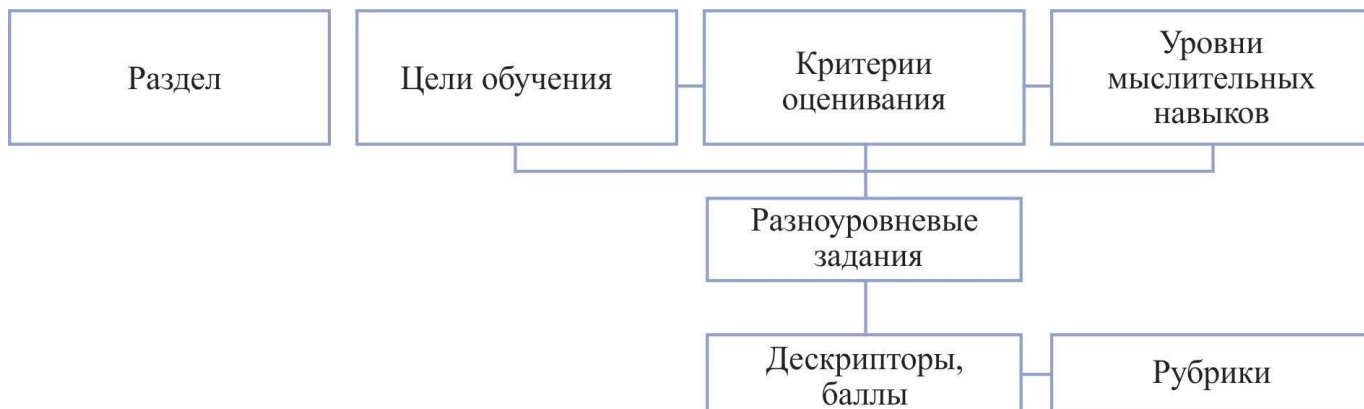 Раздел
Цели обучения
Критерии
оценивания
Уровни
мыслительных
навыков
Разноуровневые
задания
Дескрипторы,
баллы
Рубрики